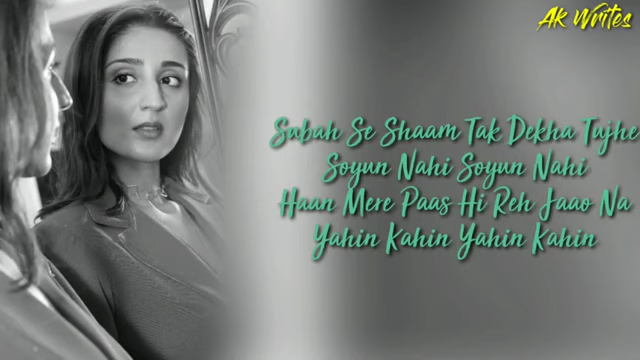 Ak Writes
Subah Se Shaam Tak Dekha Tujhe
Soyun Nahi Soyun Nahi
Haan Mere Paas Hi Reh Jaao Na
Yahin Kahin Yahin Kahin